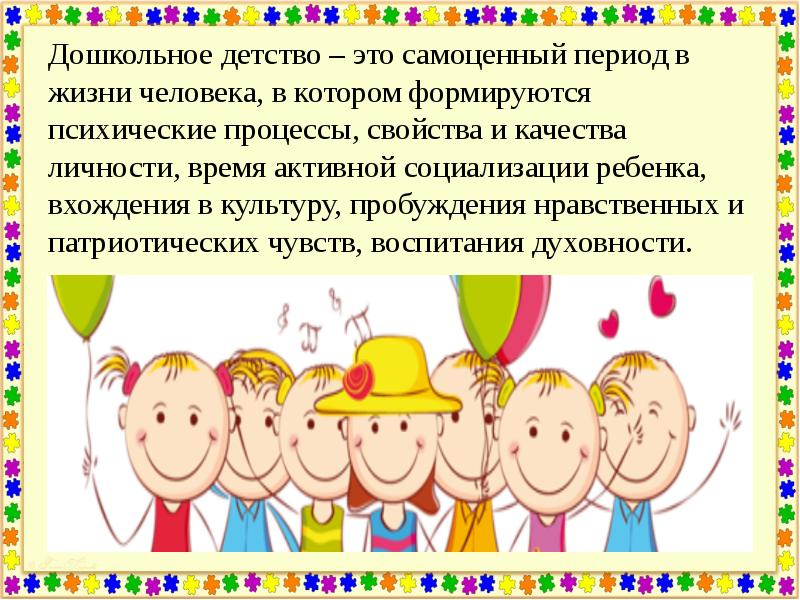 Дошкольное детство – это самоценный период в
жизни человека, в котором формируются
психические процессы, свойства и качества
личности, время активной социализации ребенка,
вхождения в культуру, пробуждения нравственных и
патриотических чувств, воспитания духовности.